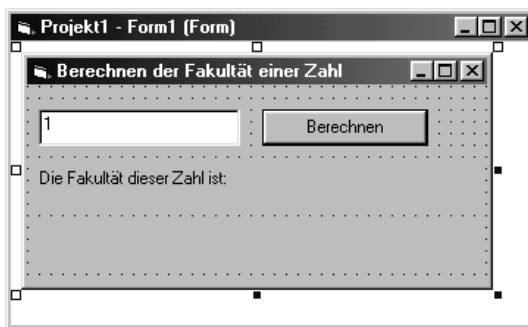 Projekt1 - Form1 (Form)
Berechnen der Fakultät einer Zahl
1
Berechnen
Die Fakultät dieser Zahl ist: